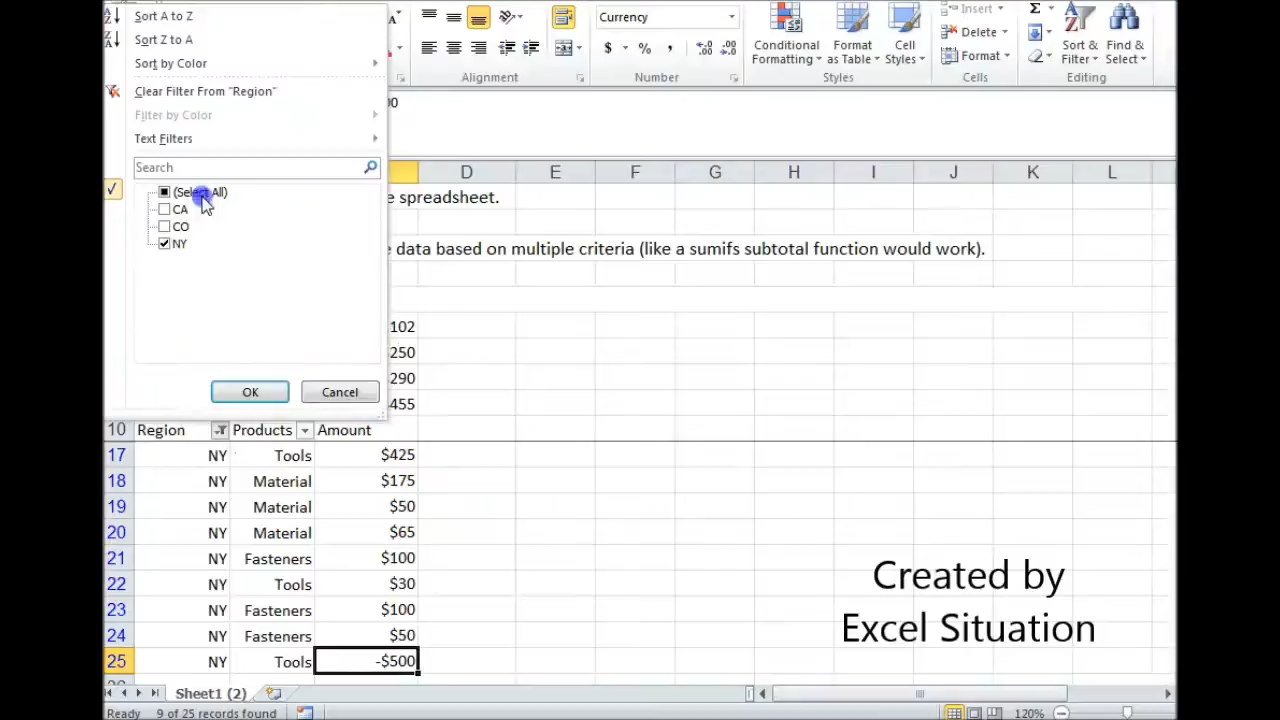 Sort A to Z
Sort Z to A
Sort by Color
Clear Filter From "Region"
Filter by Color
Text Filters
Search
(Select All)
CA
CO
NY
OK Cancel
Currency
$ % ,
Alignment
Number
Conditional Formatting
Format as Table
Cell Styles
Styles
Insert
Delete
Format
Cells
Σ
Sort & Filter
Find & Select
Editing
D E F G H I J K L
e spreadsheet.
data based on multiple criteria (like a sumifs subtotal function would work).
102
250
290
455
10 Region Products Amount
17 NY Tools $425
18 NY Material $175
19 NY Material $50
20 NY Material $65
21 NY Fasteners $100
22 NY Tools $30
23 NY Fasteners $100
24 NY Fasteners $50
25 NY Tools -$500
Created by
Excel Situation
Sheet1 (2)
Ready 9 of 25 records found 120%